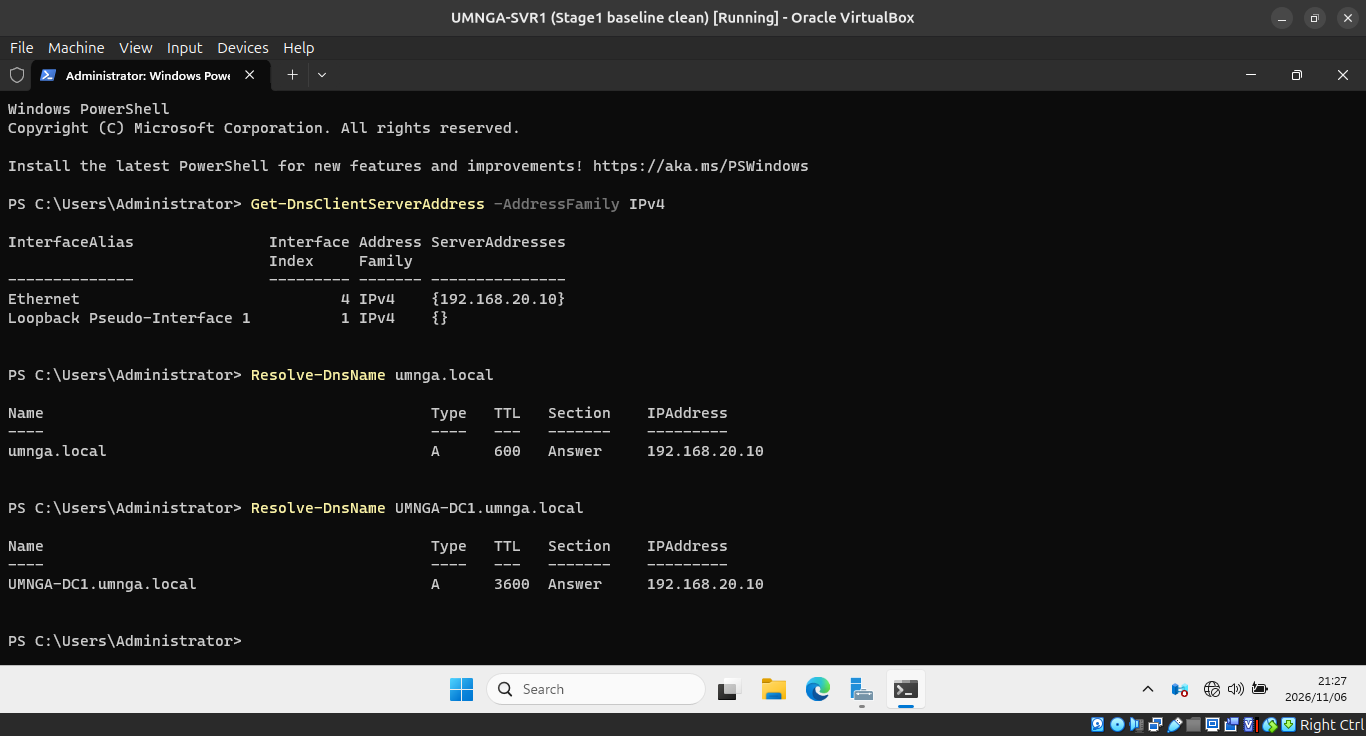 UMNGA-SVR1 (Stage1 baseline clean) [Running] - Oracle VirtualBox
File Machine View Input Devices Help
Administrator: Windows Powe
Windows PowerShell
Copyright (C) Microsoft Corporation. All rights reserved.
Install the latest PowerShell for new features and improvements! https://aka.ms/PSWindows
PS C:\Users\Administrator> Get-DnsClientServerAddress -AddressFamily IPv4
InterfaceAlias Interface Address ServerAddresses
Index Family
-------------- --------- ------- ---------------
Ethernet 4 IPv4 {192.168.20.10}
Loopback Pseudo-Interface 1 1 IPv4 {}
PS C:\Users\Administrator> Resolve-DnsName umnga.local
Name Type TTL Section IPAddress
---- ---- --- ------- ---------
umnga.local A 600 Answer 192.168.20.10
PS C:\Users\Administrator> Resolve-DnsName UMNGA-DC1.umnga.local
Name Type TTL Section IPAddress
---- ---- --- ------- ---------
UMNGA-DC1.umnga.local A 3600 Answer 192.168.20.10
PS C:\Users\Administrator>
Search
21:27
2026/11/06
Right Ctrl